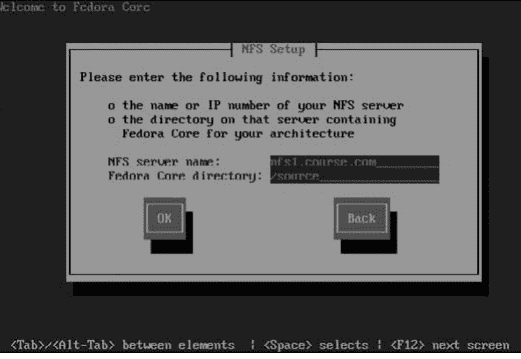 Welcome to Fedora Core
NFS Setup
Please enter the following information:
o the name or IP number of your NFS server
o the directory on that server containing
Fedora Core for your architecture
NFS server name: nfs1.course.com
Fedora Core directory: /source
OK Back
<Tab>/<Alt-Tab> between elements | <Space> selects | <F12> next screen